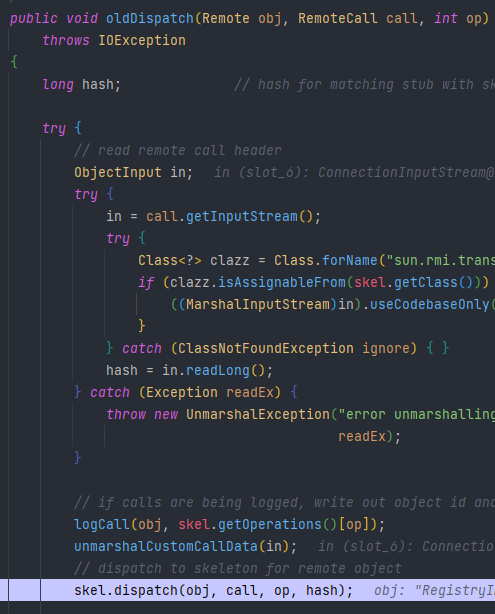 public void oldDispatch(Remote obj, RemoteCall call, int op)
throws IOException
{
long hash; // hash for matching stub with sk
try {
// read remote call header
ObjectInput in; in (slot_6): ConnectionInputStream@
try {
in = call.getInputStream();
try {
Class<?> clazz = Class.forName("sun.rmi.trans
if (clazz.isAssignableFrom(skel.getClass()))
((MarshalInputStream)in).useCodebaseOnly(
}
} catch (ClassNotFoundException ignore) { }
hash = in.readLong();
} catch (Exception readEx) {
throw new UnmarshalException("error unmarshalling
readEx);
}
// if calls are being logged, write out object id and
logCall(obj, skel.getOperations()[op]);
unmarshalCustomCallData(in); in (slot_6): Connectio
// dispatch to skeleton for remote object
skel.dispatch(obj, call, op, hash); obj: "RegistryI